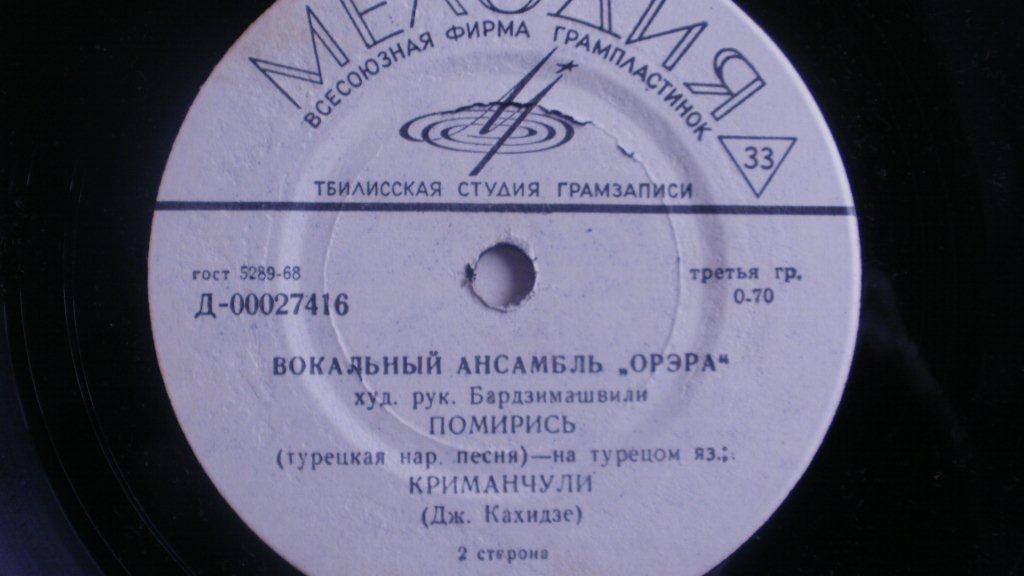 МЕЛОДИЯ
ВСЕСОЮЗНАЯ ФИРМА ГРАМПЛАСТИНОК
33
ТБИЛИССКАЯ СТУДИЯ ГРАМЗАПИСИ
гост 5289-68
третья гр.
Д-00027416
0-70
ВОКАЛЬНЫЙ АНСАМБЛЬ „ОРЭРА“
худ. рук. Бардзимашвили
ПОМИРИСЬ
(турецкая нар. песня)—на турецом яз.;
КРИМАНЧУЛИ
(Дж. Кахидзе)
2 сторона